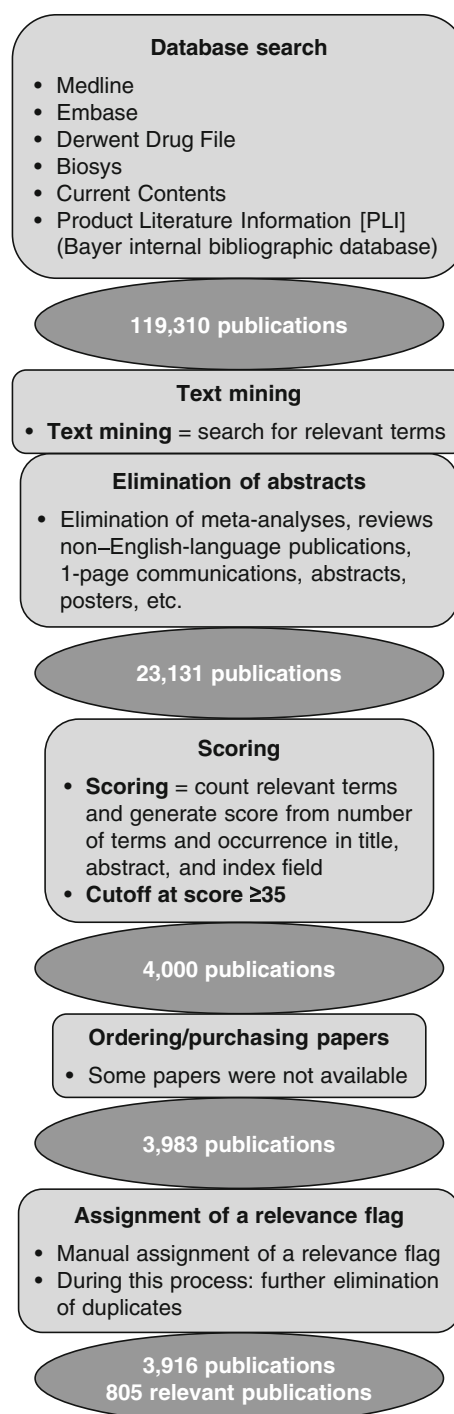 Database search
• Medline
• Embase
• Derwent Drug File
• Biosys
• Current Contents
• Product Literature Information [PLI]
(Bayer internal bibliographic database)
119,310 publications
Text mining
• Text mining = search for relevant terms
Elimination of abstracts
• Elimination of meta-analyses, reviews
non–English-language publications,
1-page communications, abstracts,
posters, etc.
23,131 publications
Scoring
• Scoring = count relevant terms
and generate score from number
of terms and occurrence in title,
abstract, and index field
• Cutoff at score ≥35
4,000 publications
Ordering/purchasing papers
• Some papers were not available
3,983 publications
Assignment of a relevance flag
• Manual assignment of a relevance flag
• During this process: further elimination
of duplicates
3,916 publications
805 relevant publications